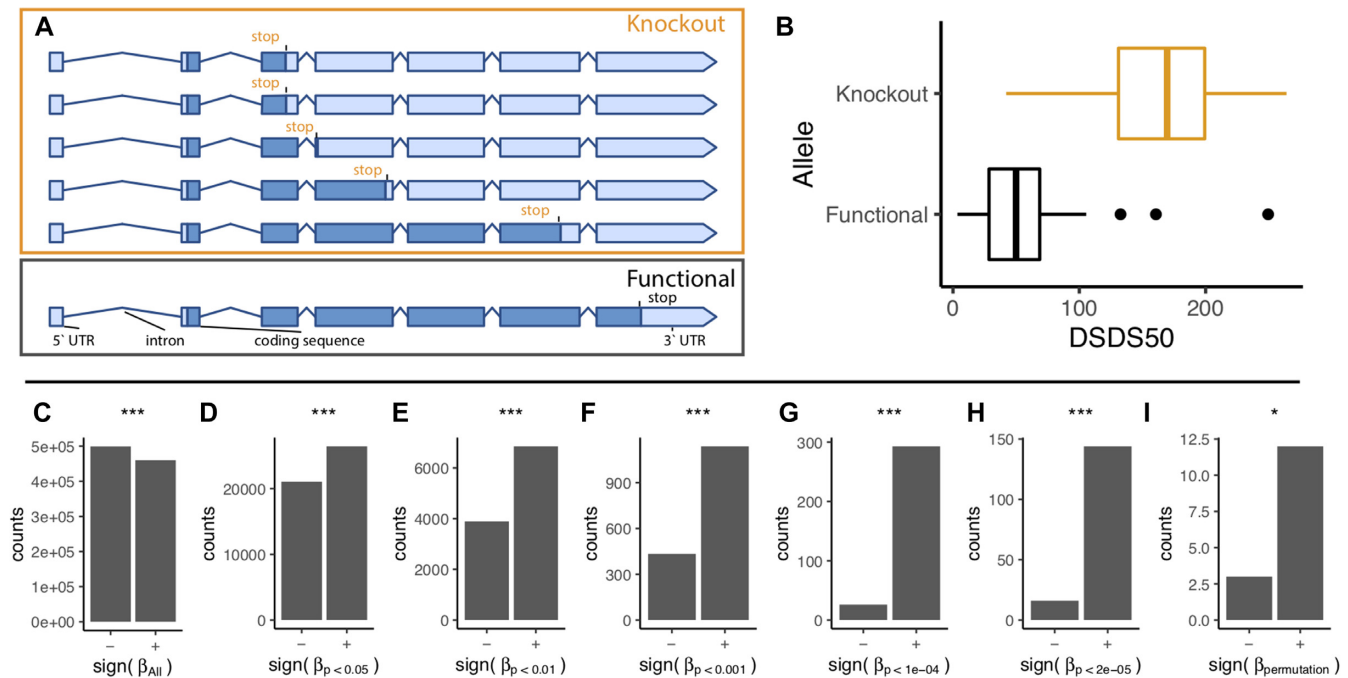 A
Knockout
stop
stop
stop
stop
stop
Functional
stop
5` UTR
intron
coding sequence
3` UTR
B
Allele
Knockout
Functional
0
100
200
DSDS50
C
***
counts
5e+05
4e+05
3e+05
2e+05
1e+05
0e+00
− +
sign( βAll )
D
***
counts
20000
10000
0
− +
sign( βp < 0.05 )
E
***
counts
6000
4000
2000
0
− +
sign( βp < 0.01 )
F
***
counts
900
600
300
0
− +
sign( βp < 0.001 )
G
***
counts
300
200
100
0
− +
sign( βp < 1e−04 )
H
***
counts
150
100
50
0
− +
sign( βp < 2e−05 )
I
*
counts
12.5
10.0
7.5
5.0
2.5
0.0
− +
sign( βpermutation )